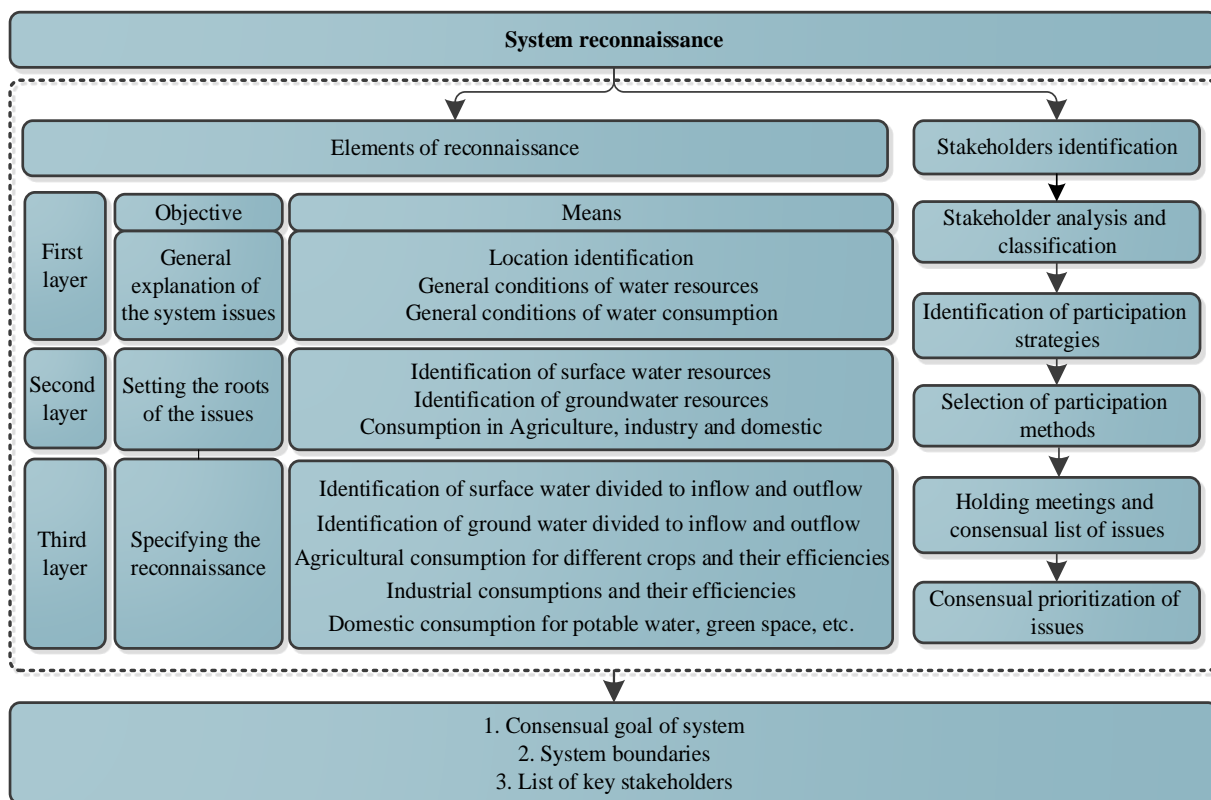 System reconnaissance
Elements of reconnaissance
Stakeholders identification
First
layer
Objective
Means
General
explanation of
the system issues
Location identification
General conditions of water resources
General conditions of water consumption
Second
layer
Setting the roots
of the issues
Identification of surface water resources
Identification of groundwater resources
Consumption in Agriculture, industry and domestic
Third
layer
Specifying the
reconnaissance
Identification of surface water divided to inflow and outflow
Identification of ground water divided to inflow and outflow
Agricultural consumption for different crops and their efficiencies
Industrial consumptions and their efficiencies
Domestic consumption for potable water, green space, etc.
Stakeholder analysis and
classification
Identification of participation
strategies
Selection of participation
methods
Holding meetings and
consensual list of issues
Consensual prioritization of
issues
1. Consensual goal of system
2. System boundaries
3. List of key stakeholders